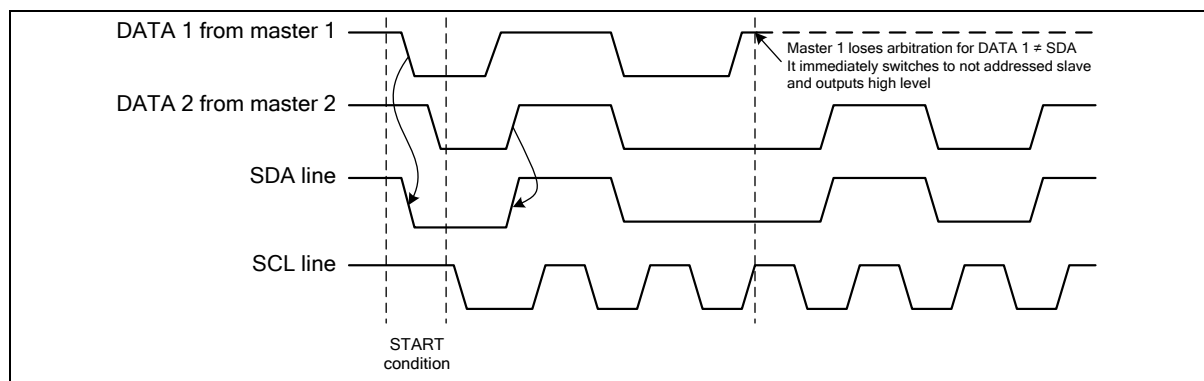 DATA 1 from master 1
Master 1 loses arbitration for DATA 1 ≠ SDA
It immediately switches to not addressed slave
and outputs high level
DATA 2 from master 2
SDA line
SCL line
START
condition